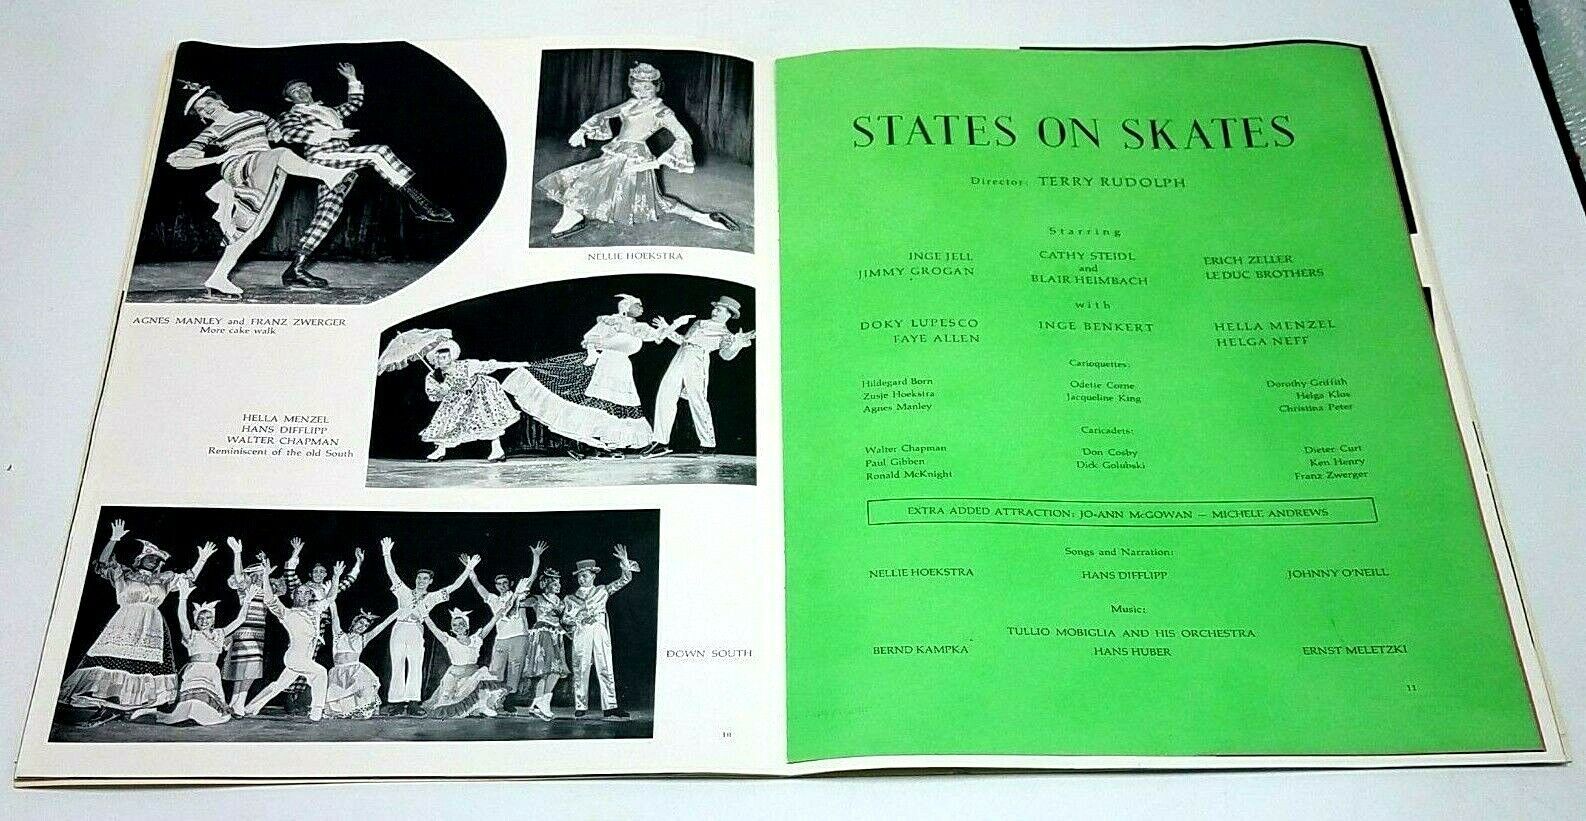 NELLIE HOEKSTRA
AGNES MANLEY and FRANZ ZWERGER
More cake walk
HELLA MENZEL
HANS DIFFLIPP
WALTER CHAPMAN
Reminiscent of the old South
DOWN SOUTH
10
STATES ON SKATES
Director: TERRY RUDOLPH
Starring
INGE JELL
JIMMY GROGAN
CATHY STEIDL
and
BLAIR HEIMBACH
ERICH ZELLER
LEDUC BROTHERS
with
DOKY LUPESCO
FAYE ALLEN
INGE BENKERT
HELLA MENZEL
HELGA NEFF
Carioquettes:
Hildegard Born
Zusje Hoekstra
Agnes Manley
Odette Corne
Jacqueline King
Dorothy Griffith
Helga Klos
Christina Peter
Caricadets:
Walter Chapman
Paul Gibben
Ronald McKnight
Don Cosby
Dick Golubski
Dieter Curt
Ken Henry
Franz Zwerger
EXTRA ADDED ATTRACTION: JO-ANN McGOWAN — MICHELE ANDREWS
Songs and Narration:
NELLIE HOEKSTRA HANS DIFFLIPP JOHNNY O'NEILL
Music:
TULLIO MOBIGLIA AND HIS ORCHESTRA
BERND KAMPKA HANS HUBER ERNST MELETZKI
11